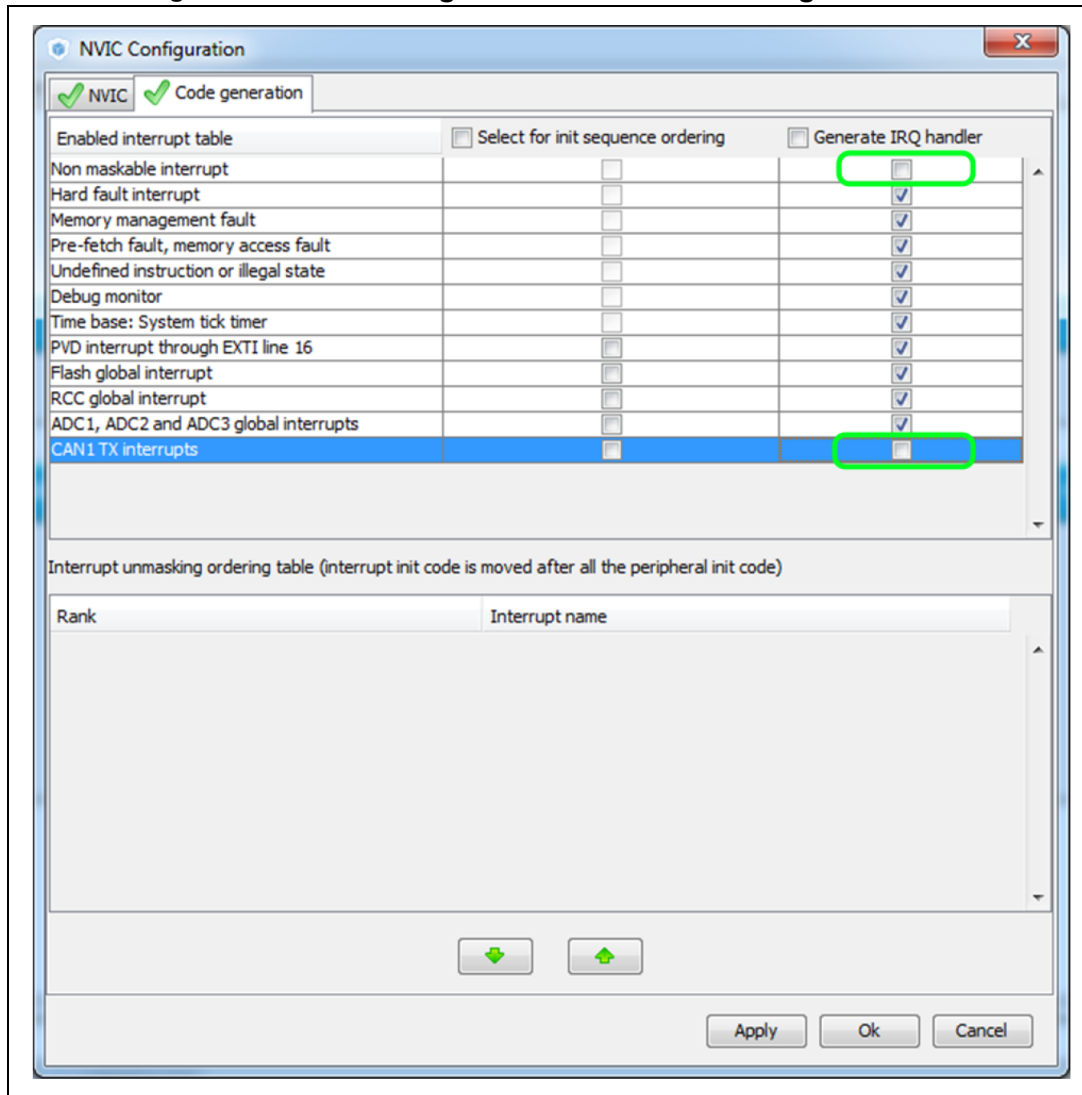 NVIC Configuration
NVIC Code generation
Enabled interrupt table Select for init sequence ordering Generate IRQ handler
Non maskable interrupt
Hard fault interrupt
Memory management fault
Pre-fetch fault, memory access fault
Undefined instruction or illegal state
Debug monitor
Time base: System tick timer
PVD interrupt through EXTI line 16
Flash global interrupt
RCC global interrupt
ADC1, ADC2 and ADC3 global interrupts
CAN1 TX interrupts
Interrupt unmasking ordering table (interrupt init code is moved after all the peripheral init code)
Rank Interrupt name
Apply Ok Cancel